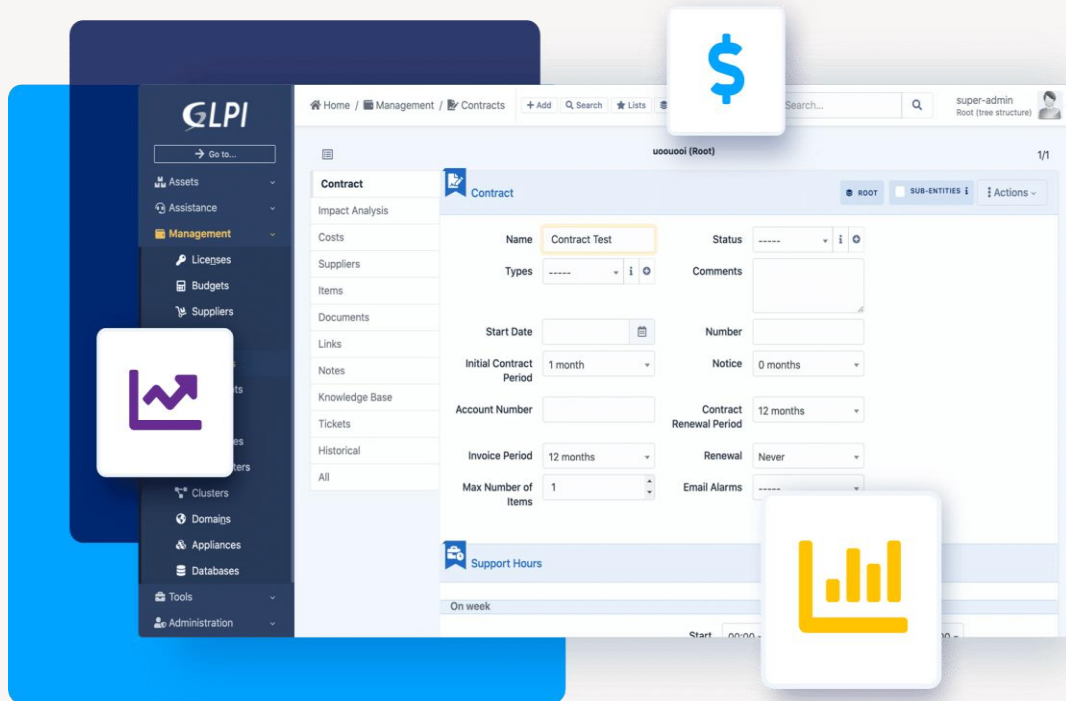 GLPI
Home / Management / Contracts + Add Search Lists Search... super-admin
Root (tree structure)
Go to...
uoouooi (Root) 1/1
Assets
Assistance
Management
Licenses
Budgets
Suppliers
Clusters
Domains
Appliances
Databases
Tools
Administration
Contract
Impact Analysis
Costs
Suppliers
Items
Documents
Links
Notes
Knowledge Base
Tickets
Historical
All
Contract ROOT SUB-ENTITIES i Actions
Name Contract Test Status -----  i
Types ----- i Comments
Start Date Number
Initial Contract Period 1 month Notice 0 months
Account Number Contract Renewal Period 12 months
Invoice Period 12 months Renewal Never
Max Number of Items 1 Email Alarms -----
Support Hours
On week
Start 00:00